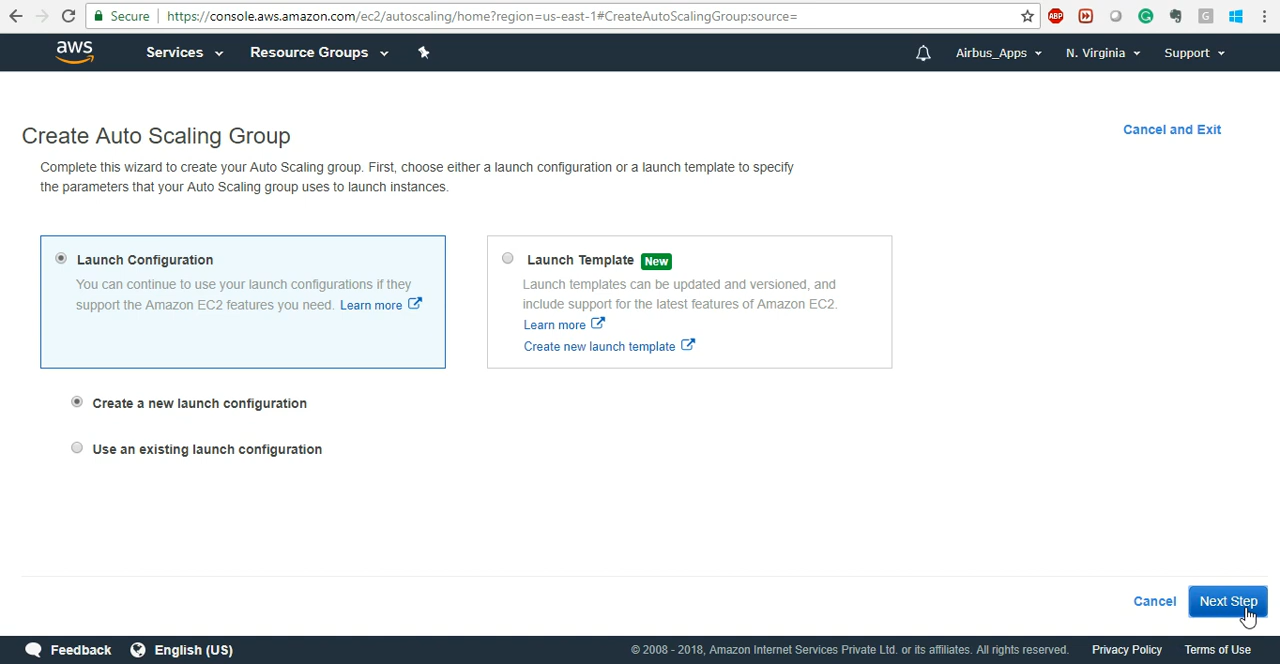 Secure https://console.aws.amazon.com/ec2/autoscaling/home?region=us-east-1#CreateAutoScalingGroup:source=
ABP
G
aws Services Resource Groups Airbus_Apps N. Virginia Support
Create Auto Scaling Group
Cancel and Exit
Complete this wizard to create your Auto Scaling group. First, choose either a launch configuration or a launch template to specify
the parameters that your Auto Scaling group uses to launch instances.
Launch Configuration
You can continue to use your launch configurations if they
support the Amazon EC2 features you need. Learn more
Launch Template New
Launch templates can be updated and versioned, and
include support for the latest features of Amazon EC2.
Learn more
Create new launch template
Create a new launch configuration
Use an existing launch configuration
Cancel Next Step
Feedback English (US) © 2008 - 2018, Amazon Internet Services Private Ltd. or its affiliates. All rights reserved. Privacy Policy Terms of Use